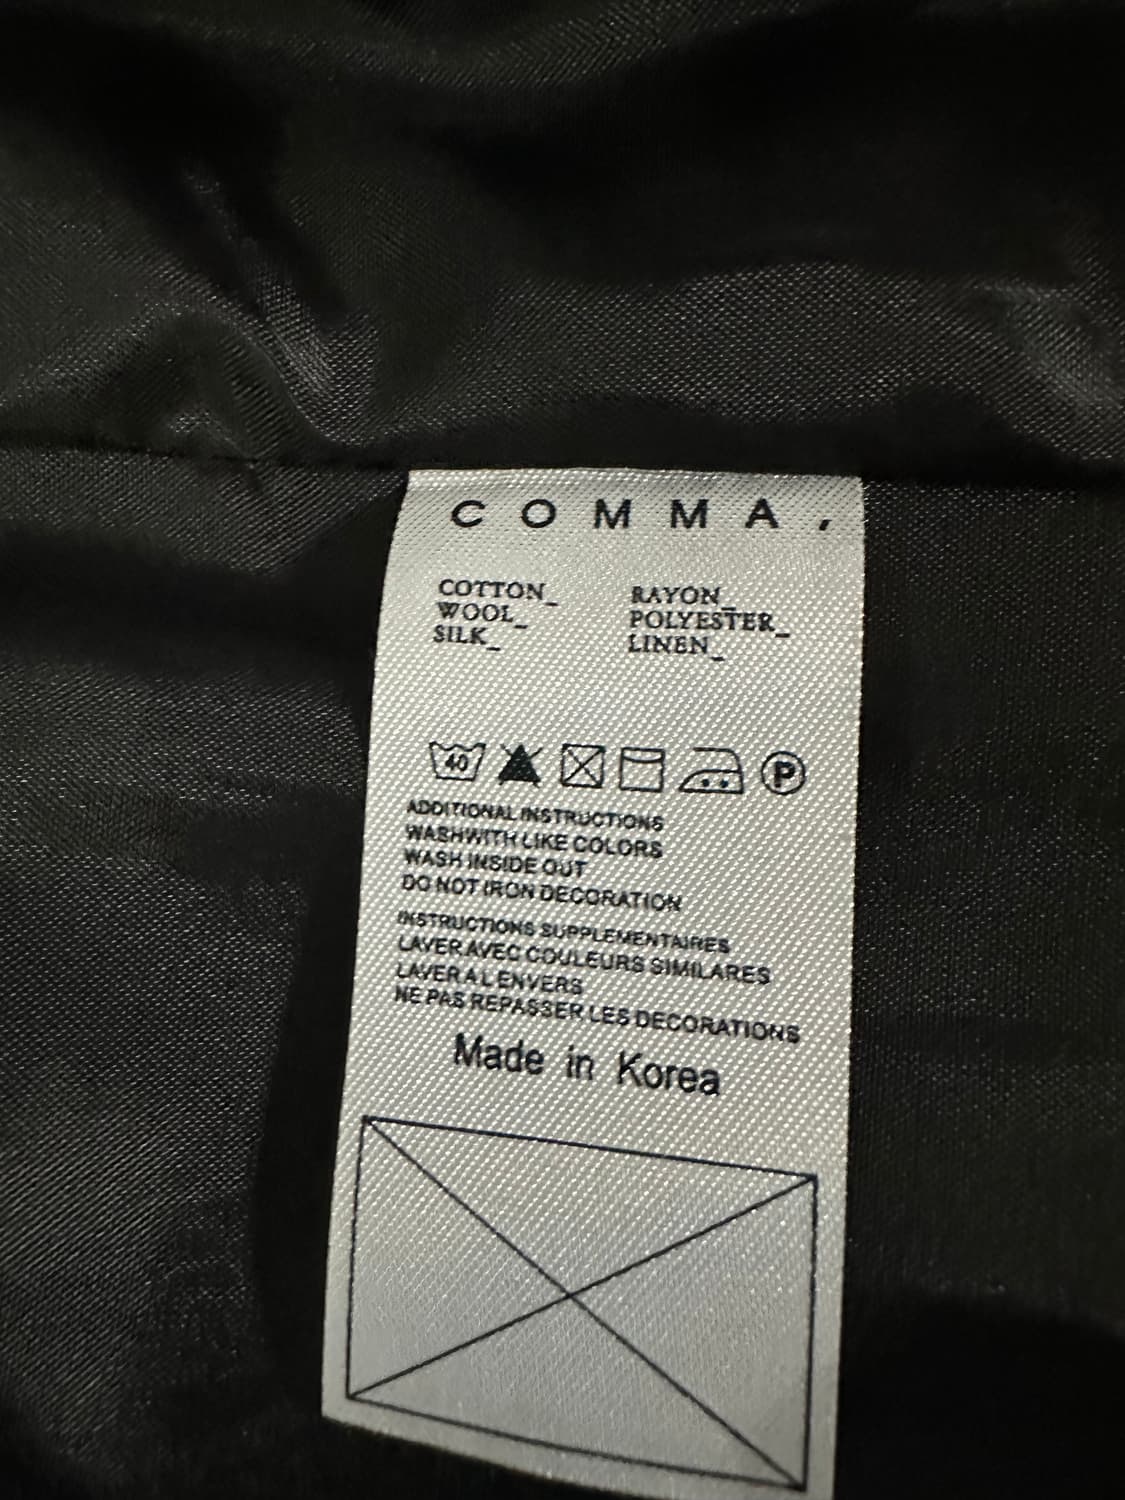 COMMA,
COTTON_ RAYON_
WOOL_ POLYESTER_
SILK_ LINEN_
40 P
ADDITIONAL INSTRUCTIONS
WASHWITH LIKE COLORS
WASH INSIDE OUT
DO NOT IRON DECORATION
INSTRUCTIONS SUPPLEMENTAIRES
LAVER AVEC COULEURS SIMILARES
LAVER A L ENVERS
NE PAS REPASSER LES DECORATIONS
Made in Korea